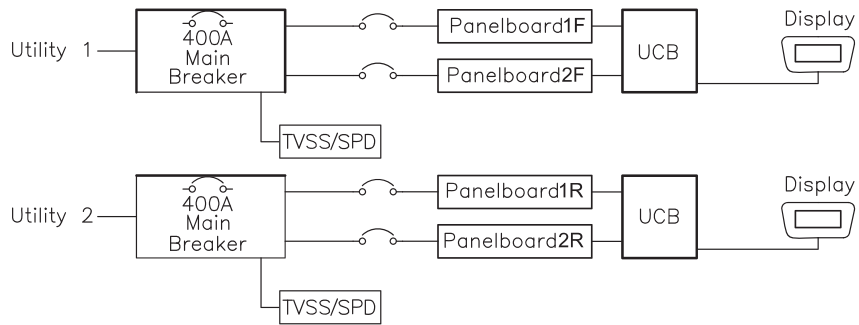 Utility 1
400A
Main
Breaker
Panelboard1F
Panelboard2F
UCB
Display
TVSS/SPD
Utility 2
400A
Main
Breaker
Panelboard1R
Panelboard2R
UCB
Display
TVSS/SPD